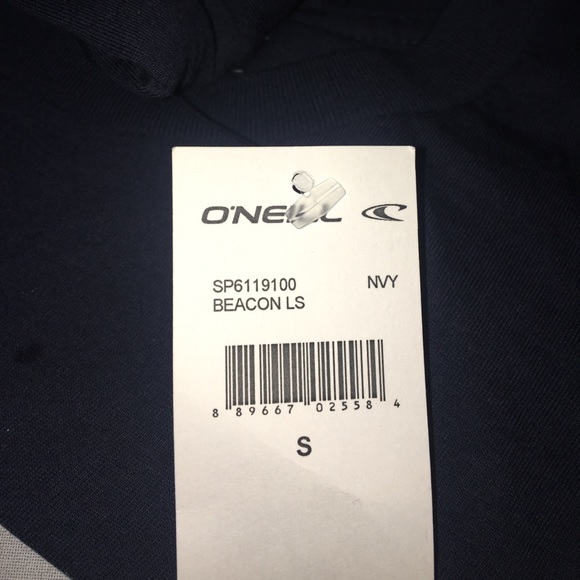 O'NEILL
SP6119100 NVY
BEACON LS
8 89667 02558 4
S